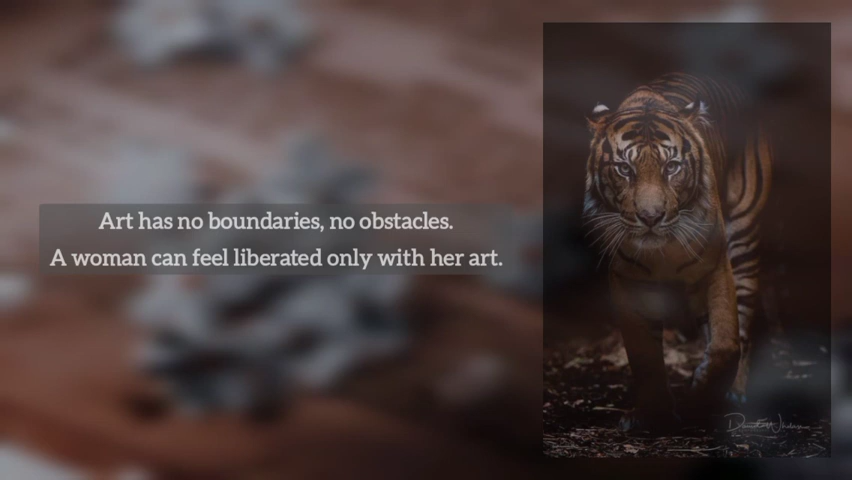 Art has no boundaries, no obstacles.
A woman can feel liberated only with her art.